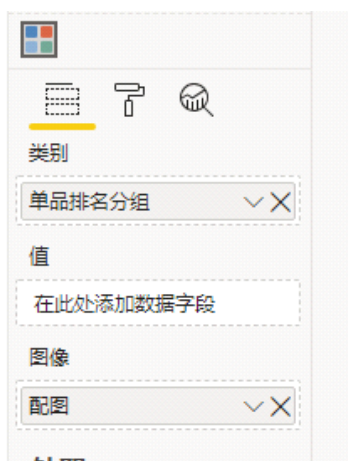 类别
单品排名分组
值
在此处添加数据字段
图像
配图